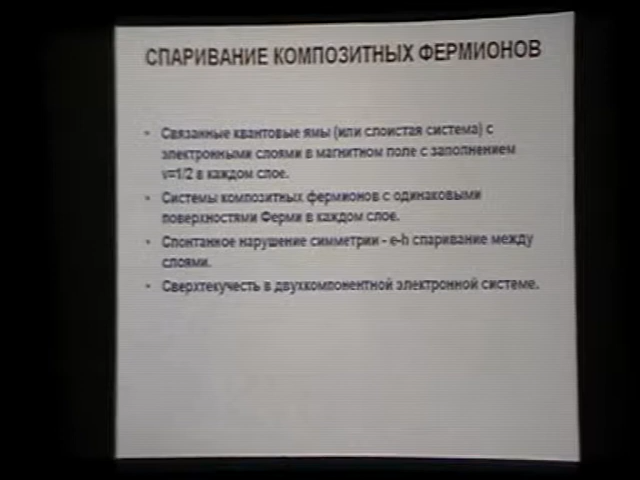 СПАРИВАНИЕ КОМПОЗИТНЫХ ФЕРМИОНОВ
• Связанные квантовые ямы (или слоистая система) с
электронными слоями в магнитном поле с заполнением
ν=1/2 в каждом слое.
• Системы композитных фермионов с одинаковыми
поверхностями Ферми в каждом слое.
• Спонтанное нарушение симметрии - e-h спаривание между
слоями.
• Сверхтекучесть в двухкомпонентной электронной системе.